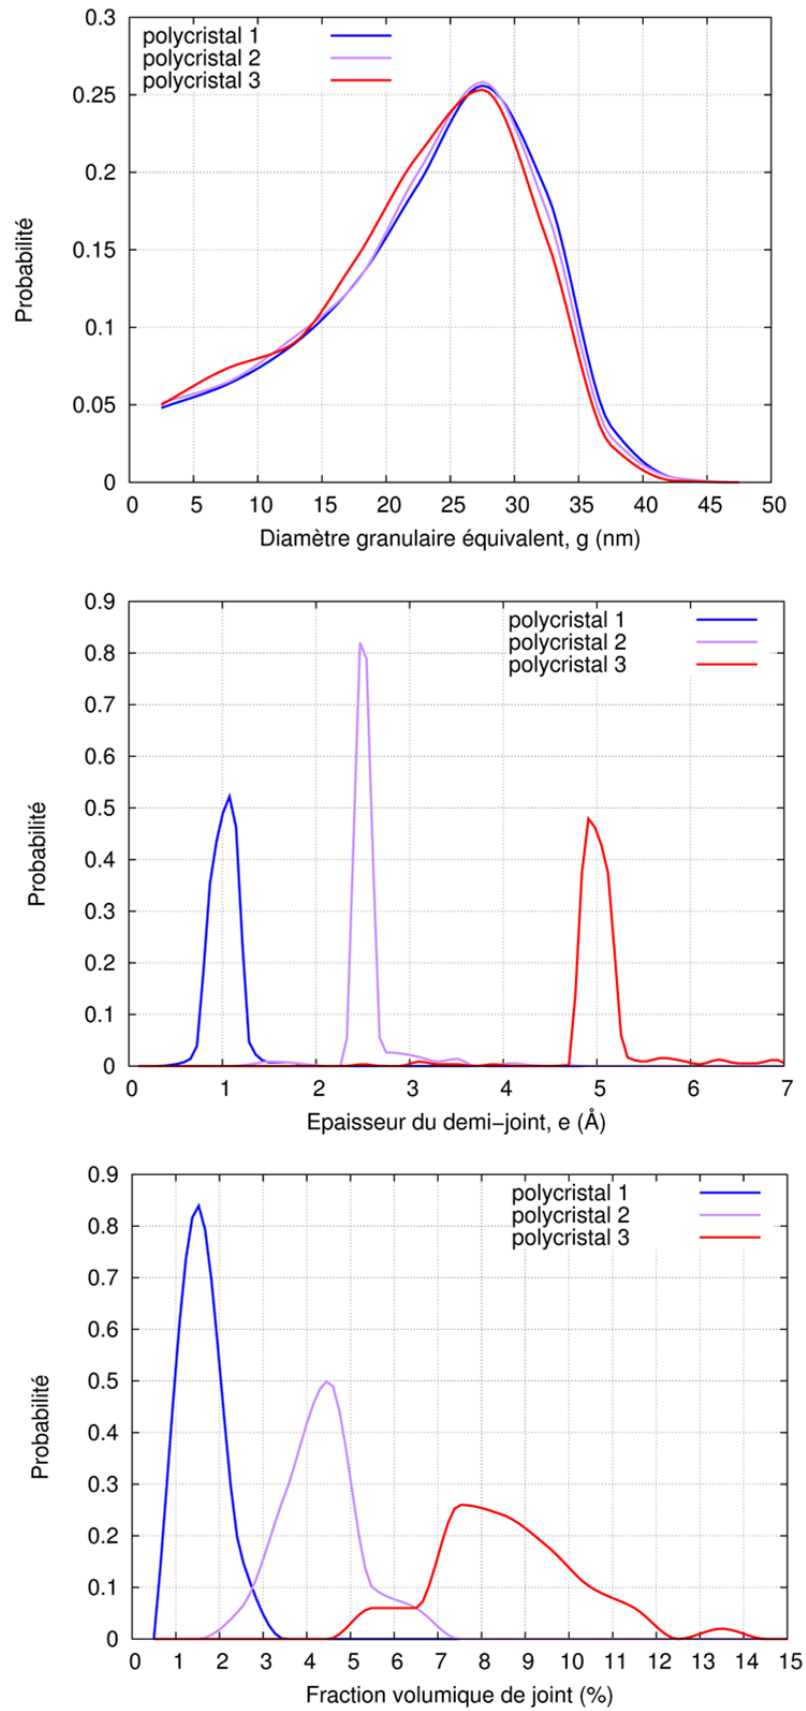 0.3
polycristal 1
polycristal 2
polycristal 3
0.25
0.2
0.15
0.1
0.05
0
Probabilité
0 5 10 15 20 25 30 35 40 45 50
Diamètre granulaire équivalent, g (nm)
0.9
polycristal 1
polycristal 2
polycristal 3
0.8
0.7
0.6
0.5
0.4
0.3
0.2
0.1
0
Probabilité
0 1 2 3 4 5 6 7
Epaisseur du demi−joint, e (Å)
0.9
polycristal 1
polycristal 2
polycristal 3
0.8
0.7
0.6
0.5
0.4
0.3
0.2
0.1
0
Probabilité
0 1 2 3 4 5 6 7 8 9 10 11 12 13 14 15
Fraction volumique de joint (%)